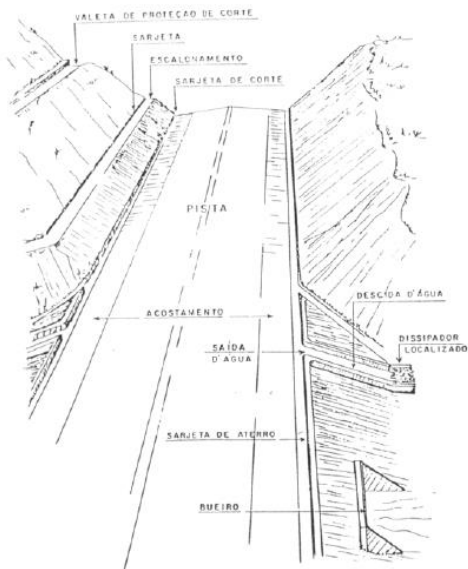 VALETA DE PROTEÇÃO DE CORTE
SARJETA
ESCALONAMENTO
SARJETA DE CORTE
PISTA
DESCIDA D'ÁGUA
ACOSTAMENTO
DISSIPADOR
LOCALIZADO
SAÍDA
D'ÁGUA
SARJETA DE ATERRO
BUEIRO